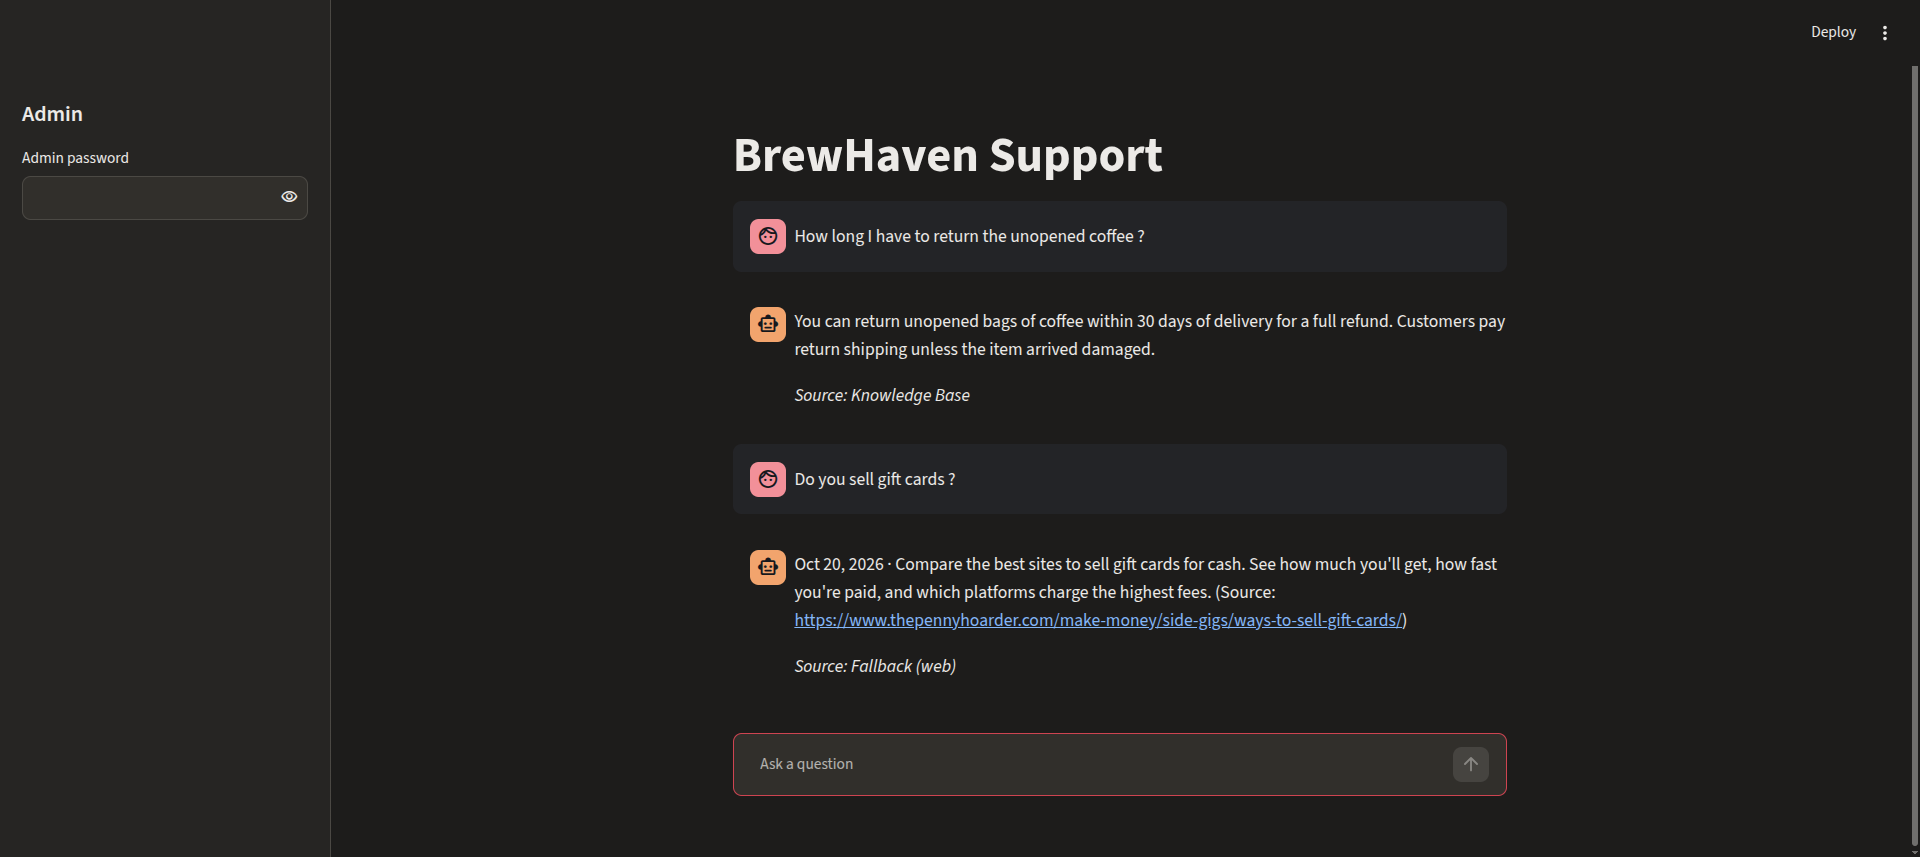 Deploy
Admin
Admin password
BrewHaven Support
How long I have to return the unopened coffee ?
You can return unopened bags of coffee within 30 days of delivery for a full refund. Customers pay
return shipping unless the item arrived damaged.
Source: Knowledge Base
Do you sell gift cards ?
Oct 20, 2026 · Compare the best sites to sell gift cards for cash. See how much you'll get, how fast
you're paid, and which platforms charge the highest fees. (Source:
https://www.thepennyhoarder.com/make-money/side-gigs/ways-to-sell-gift-cards/)
Source: Fallback (web)
Ask a question